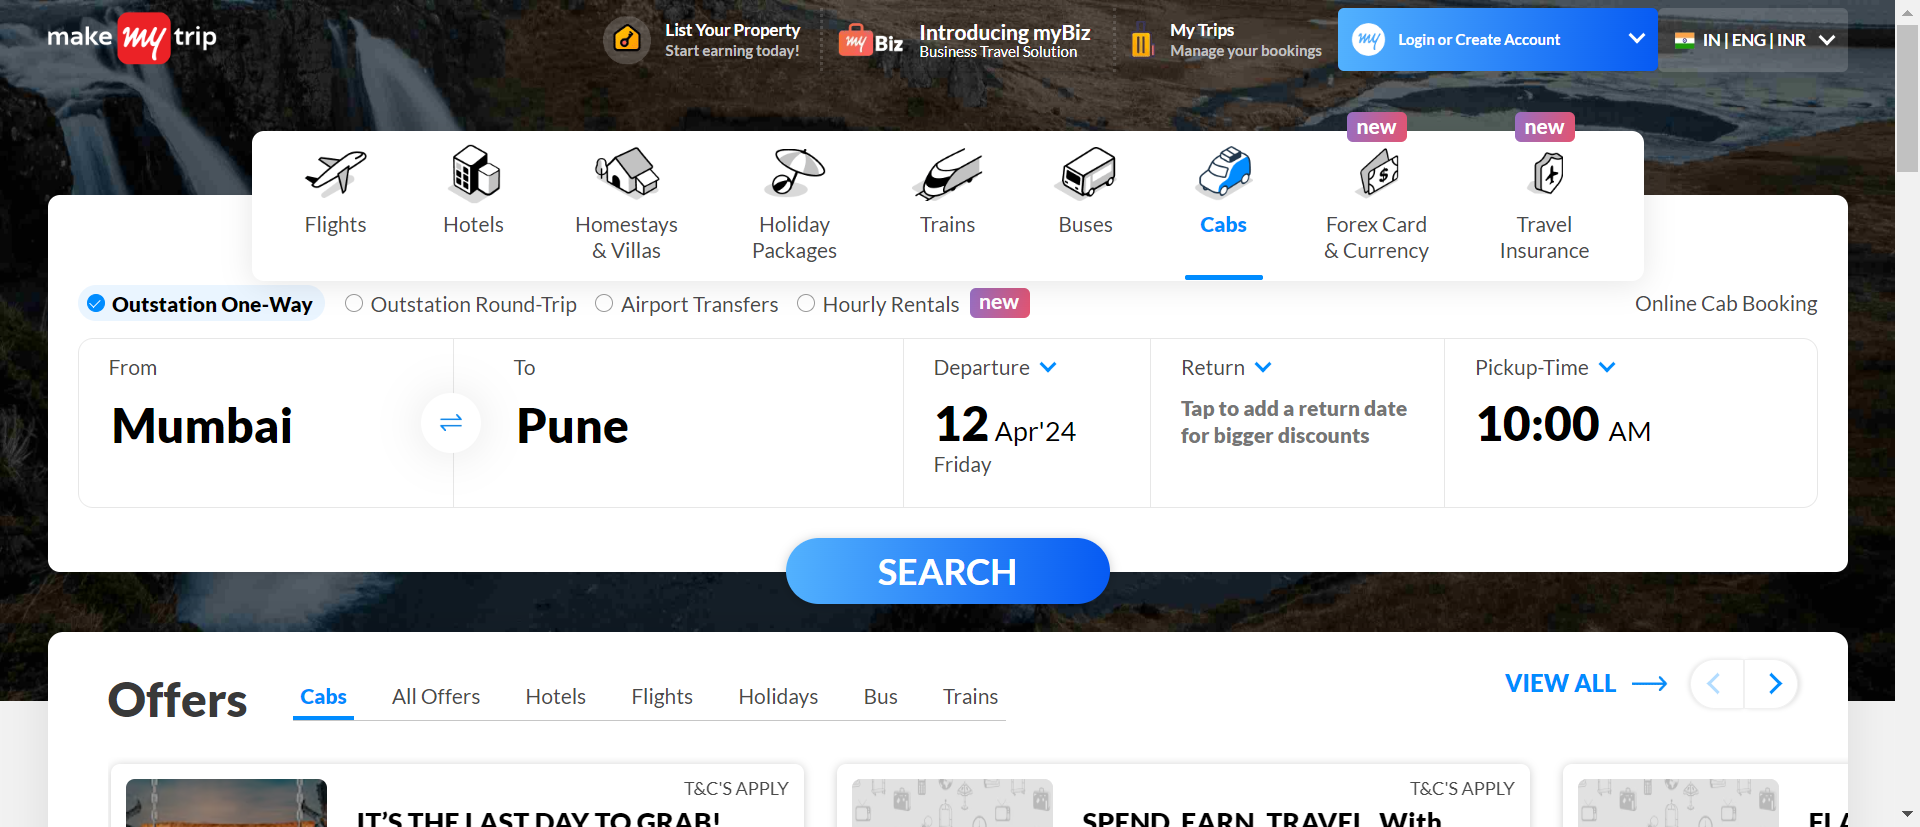 make my trip
List Your Property
Start earning today!
my Biz
Introducing myBiz
Business Travel Solution
My Trips
Manage your bookings
my
Login or Create Account
IN | ENG | INR
new
new
Flights
Hotels
Homestays
& Villas
Holiday
Packages
Trains
Buses
Cabs
Forex Card
& Currency
Travel
Insurance
Outstation One-Way
Outstation Round-Trip
Airport Transfers
Hourly Rentals
new
Online Cab Booking
From
Mumbai
To
Pune
Departure
12 Apr'24
Friday
Return
Tap to add a return date
for bigger discounts
Pickup-Time
10:00 AM
SEARCH
Offers
Cabs
All Offers
Hotels
Flights
Holidays
Bus
Trains
VIEW ALL
T&C'S APPLY
IT'S THE LAST DAY TO GRAB!
T&C'S APPLY
SPEND, EARN, TRAVEL, With